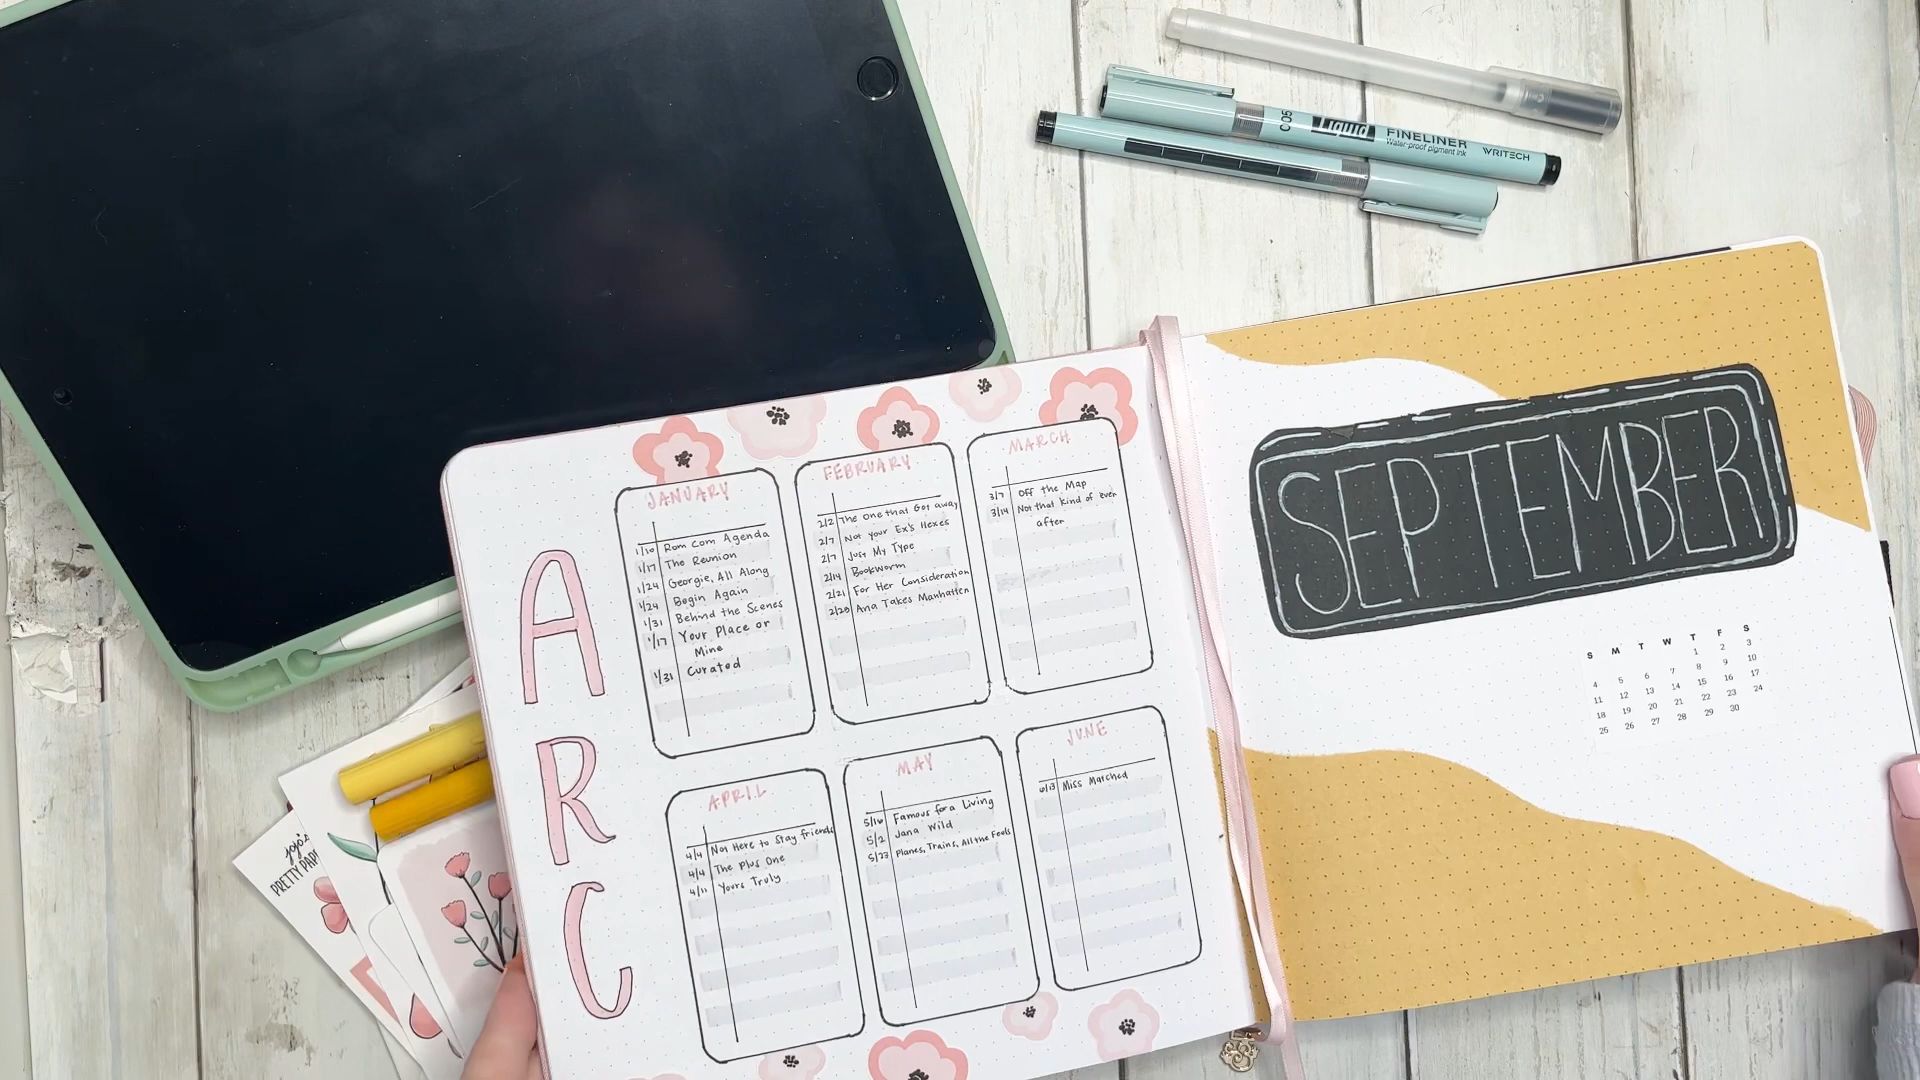 C05 Liquid FINELINER WRITECH
Water-proof pigment ink
ARC
JANUARY
1/10 Rom Com Agenda
1/17 The Reunion
1/24 Georgie, All Along
1/24 Begin Again
1/31 Behind the Scenes
1/17 Your Place or
Mine
1/31 Curated
FEBRUARY
2/2 The One that Got away
2/7 Not your Ex's Hexes
2/7 Just My Type
2/14 Bookworm
2/21 For Her Consideration
2/28 Ana Takes Manhatten
MARCH
3/7 Off the Map
3/14 Not that kind of ever
after
APRIL
4/4 Not Here to Stay friends
4/4 The Plus One
4/11 Yours Truly
MAY
5/16 Famous for a Living
5/2 Jana Wild
5/23 Planes, Trains, All the Feels
JUNE
6/13 Miss Matched
SEPTEMBER
S M T W T F S
1 2 3
4 5 6 7 8 9 10
11 12 13 14 15 16 17
18 19 20 21 22 23 24
25 26 27 28 29 30
jojo's
PRETTY PAP